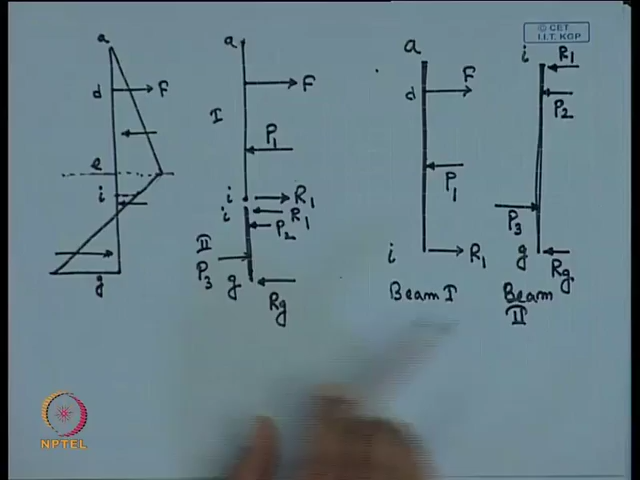 © CET
I.I.T. KGP
a
d
F
e
i
g
a
F
I
P1
i
R1
i
R1
P2
II
P3
g
Rg
a
d
F
P1
i
R1
Beam I
i
R1
P2
P3
g
Rg
Beam
II
NPTEL